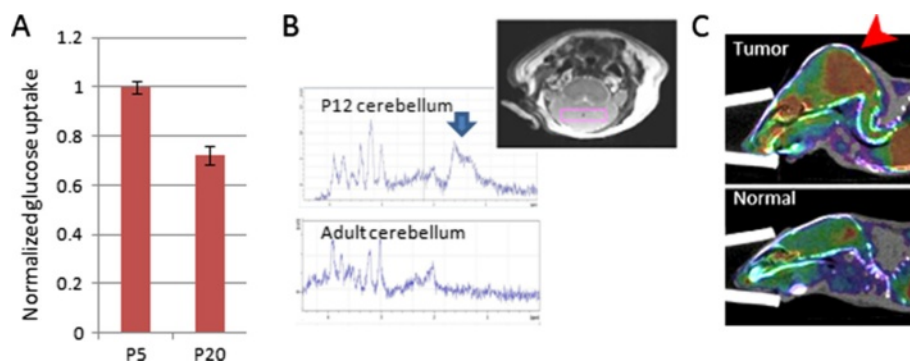 A
Normalized glucose uptake
1.2
1
0.8
0.6
0.4
0.2
0
P5
P20
B
P12 cerebellum
Adult cerebellum
C
Tumor
Normal